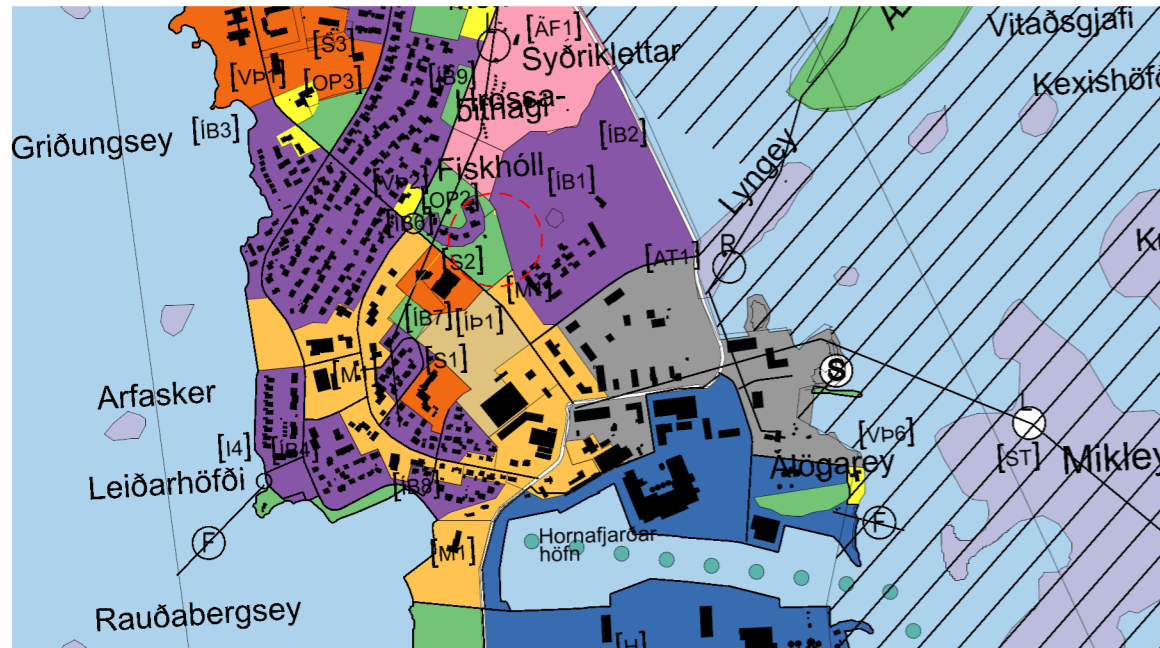 [ÁF1]
Vitaðsgjafi
[S3]
Syðriklettar
[VÞ1]
[OP3]
[ÍB9]
Kexishöfð
Hrossa-
bithagi
[ÍB3]
[ÍB2]
Griðungsey
Fiskhóll
[VÞ2]
[ÍB1]
Lyngey
[OP2]
[ÍB6]
R
[S2]
[AT1]
[ÍB7]
[ÍÞ1]
[S1]
S
Arfasker
L
[I4]
[ÍB4]
[VÞ6]
[ST]
Mikley
Álögarey
Leiðarhöfði
[ÍB8]
F
F
Hornafjarðar-
höfn
[M1]
Rauðabergsey
[H]